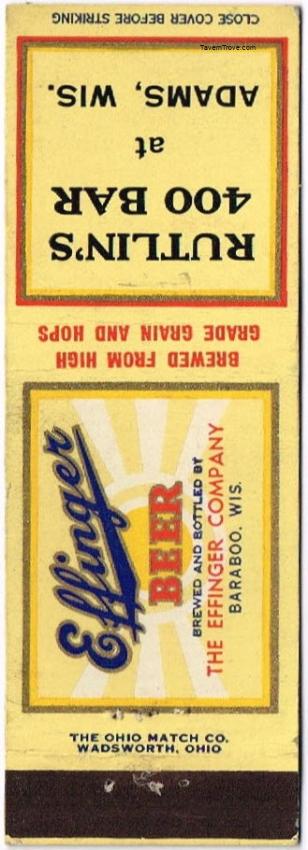 TavernTrove.com
CLOSE COVER BEFORE STRIKING
RUTLIN'S
400 BAR
at
ADAMS, WIS.
BREWED FROM HIGH
GRADE GRAIN AND HOPS
Effinger
BEER
BREWED AND BOTTLED BY
THE EFFINGER COMPANY
BARABOO. WIS.
THE OHIO MATCH CO.
WADSWORTH, OHIO